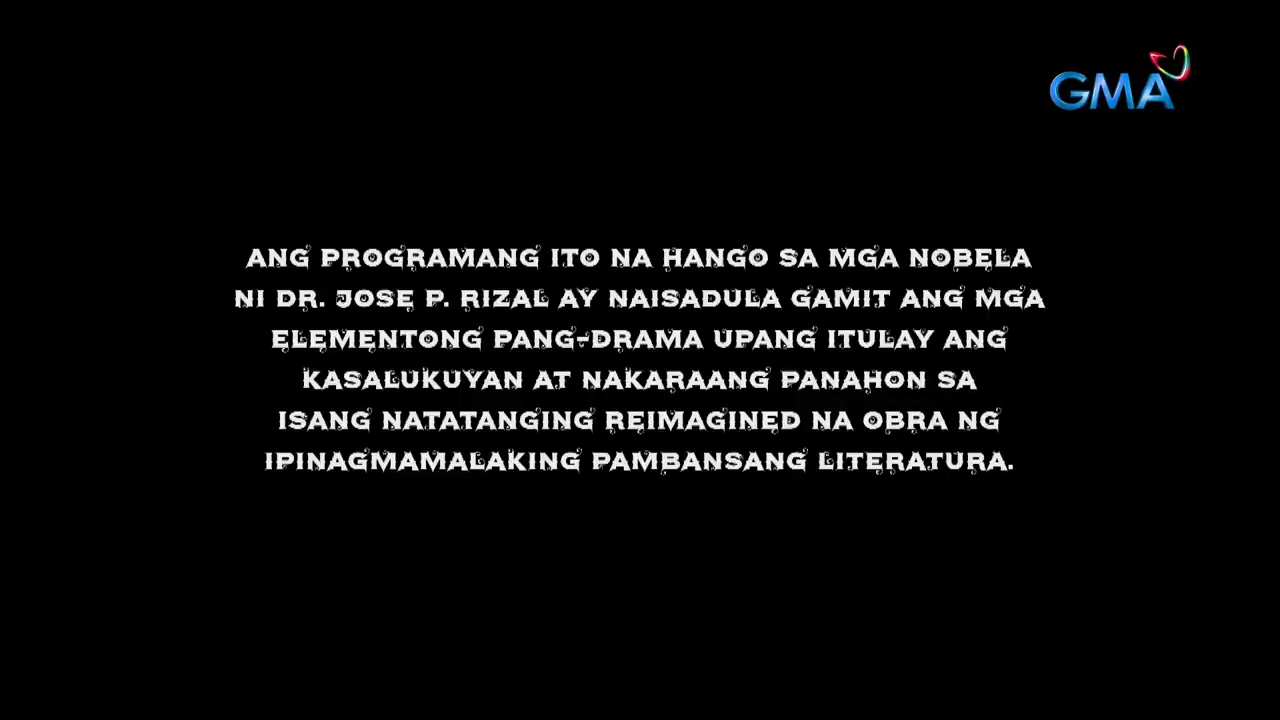 GMA
ANG PROGRAMANG ITO NA HANGO SA MGA NOBELA
NI DR. JOSE P. RIZAL AY NAISADULA GAMIT ANG MGA
ELEMENTONG PANG-DRAMA UPANG ITULAY ANG
KASALUKUYAN AT NAKARAANG PANAHON SA
ISANG NATATANGING REIMAGINED NA OBRA NG
IPINAGMAMALAKING PAMBANSANG LITERATURA.